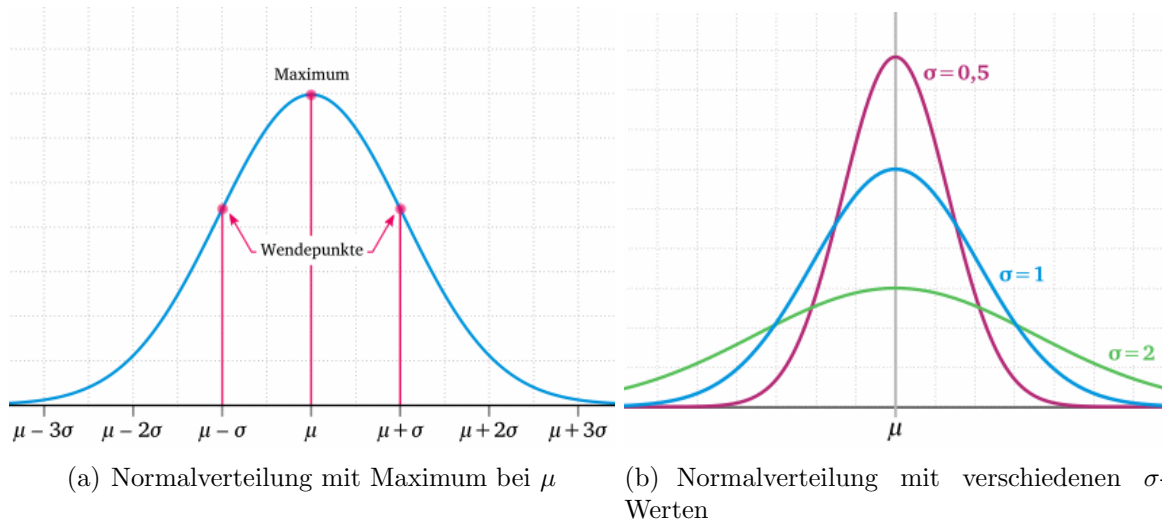 Maximum
Wendepunkte
μ − 3σ μ − 2σ μ − σ μ μ + σ μ + 2σ μ + 3σ
(a) Normalverteilung mit Maximum bei μ
σ = 0,5
σ = 1
σ = 2
μ
(b) Normalverteilung mit verschiedenen σ-
Werten